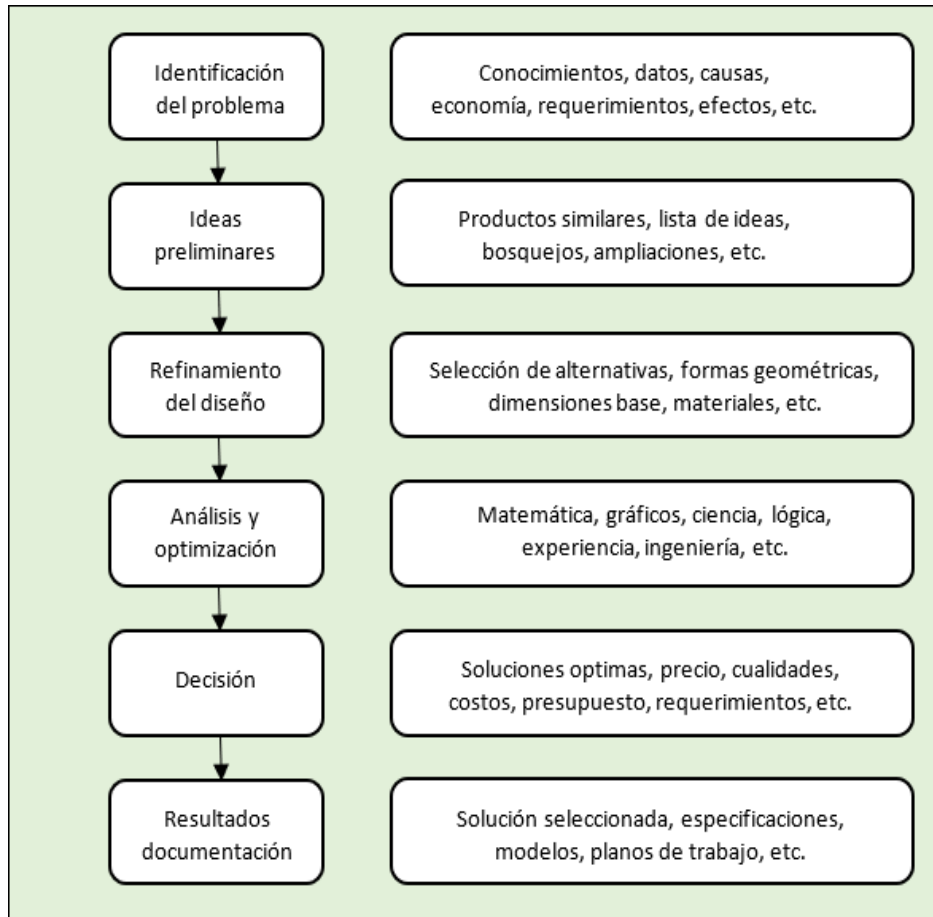 Identificación
del problema
Conocimientos, datos, causas,
economía, requerimientos, efectos, etc.
Ideas
preliminares
Productos similares, lista de ideas,
bosquejos, ampliaciones, etc.
Refinamiento
del diseño
Selección de alternativas, formas geométricas,
dimensiones base, materiales, etc.
Análisis y
optimización
Matemática, gráficos, ciencia, lógica,
experiencia, ingeniería, etc.
Decisión
Soluciones optimas, precio, cualidades,
costos, presupuesto, requerimientos, etc.
Resultados
documentación
Solución seleccionada, especificaciones,
modelos, planos de trabajo, etc.